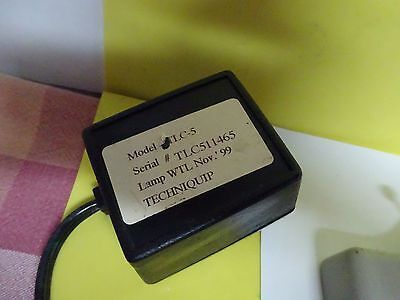 Model TLC-5
Serial # TLC511465
Lamp WTL Nov.'99
TECHNIQUIP